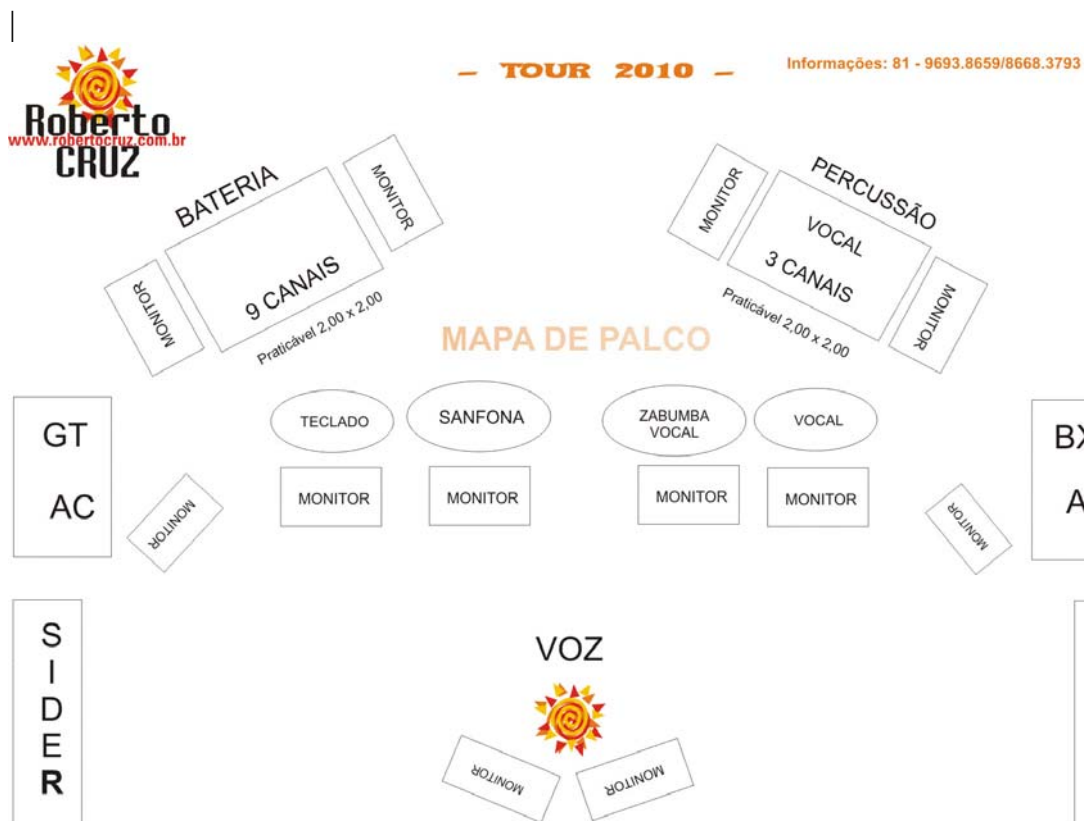 - TOUR 2010 -
Informações: 81 - 9693.8659/8668.3793
Roberto
www.robertocruz.com.br
CRUZ
BATERIA
MONITOR
MONITOR
9 CANAIS
Praticável 2,00 x 2,00
PERCUSSÃO
MONITOR
VOCAL
3 CANAIS
MONITOR
Praticável 2,00 x 2,00
MAPA DE PALCO
TECLADO
SANFONA
ZABUMBA
VOCAL
VOCAL
MONITOR
MONITOR
MONITOR
MONITOR
GT
AC
MONITOR
MONITOR
BX
A
SIDER
VOZ
MONITOR
MONITOR